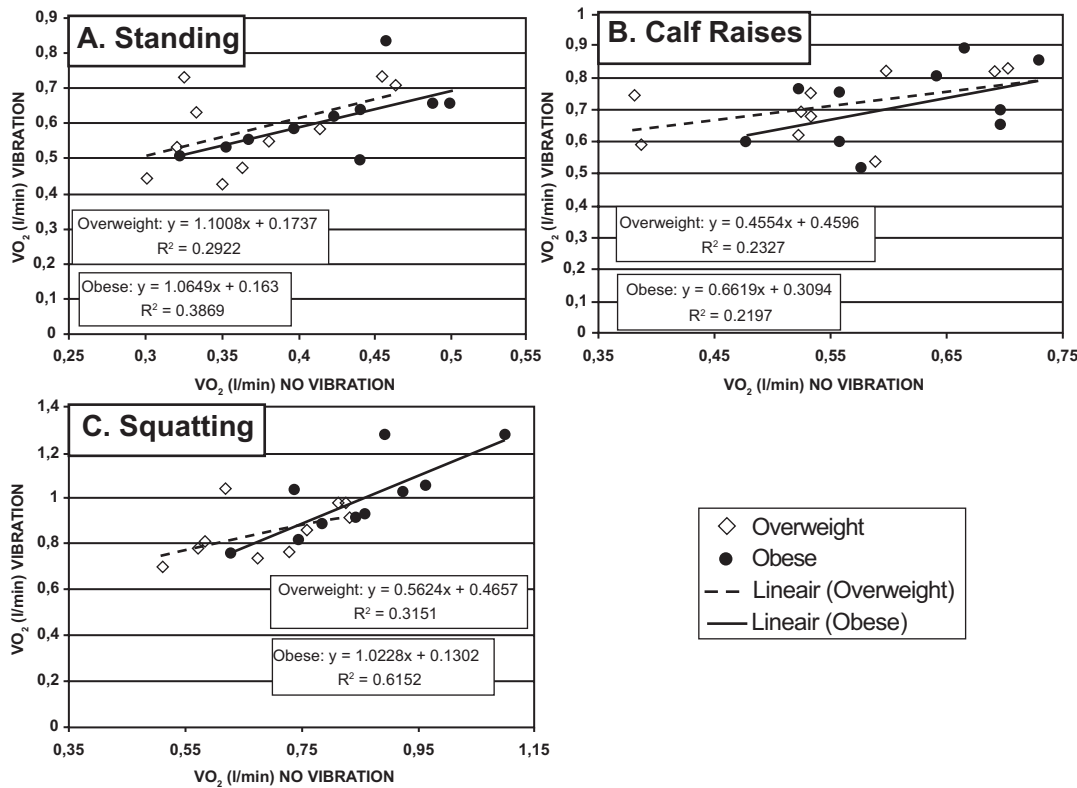 A. Standing
0,9
0,8
0,7
0,6
0,5
0,4
0,3
0,2
0,1
0
VO₂ (l/min) VIBRATION
Overweight: y = 1.1008x + 0.1737
R² = 0.2922
Obese: y = 1.0649x + 0.163
R² = 0.3869
0,25 0,3 0,35 0,4 0,45 0,5 0,55
VO₂ (l/min) NO VIBRATION
B. Calf Raises
1
0,9
0,8
0,7
0,6
0,5
0,4
0,3
0,2
0,1
0
VO₂ (l/min) VIBRATION
Overweight: y = 0.4554x + 0.4596
R² = 0.2327
Obese: y = 0.6619x + 0.3094
R² = 0.2197
0,35 0,45 0,55 0,65 0,75
VO₂ (l/min) NO VIBRATION
C. Squatting
1,4
1,2
1
0,8
0,6
0,4
0,2
0
VO₂ (l/min) VIBRATION
Overweight: y = 0.5624x + 0.4657
R² = 0.3151
Obese: y = 1.0228x + 0.1302
R² = 0.6152
0,35 0,55 0,75 0,95 1,15
VO₂ (l/min) NO VIBRATION
Overweight
Obese
Lineair (Overweight)
Lineair (Obese)